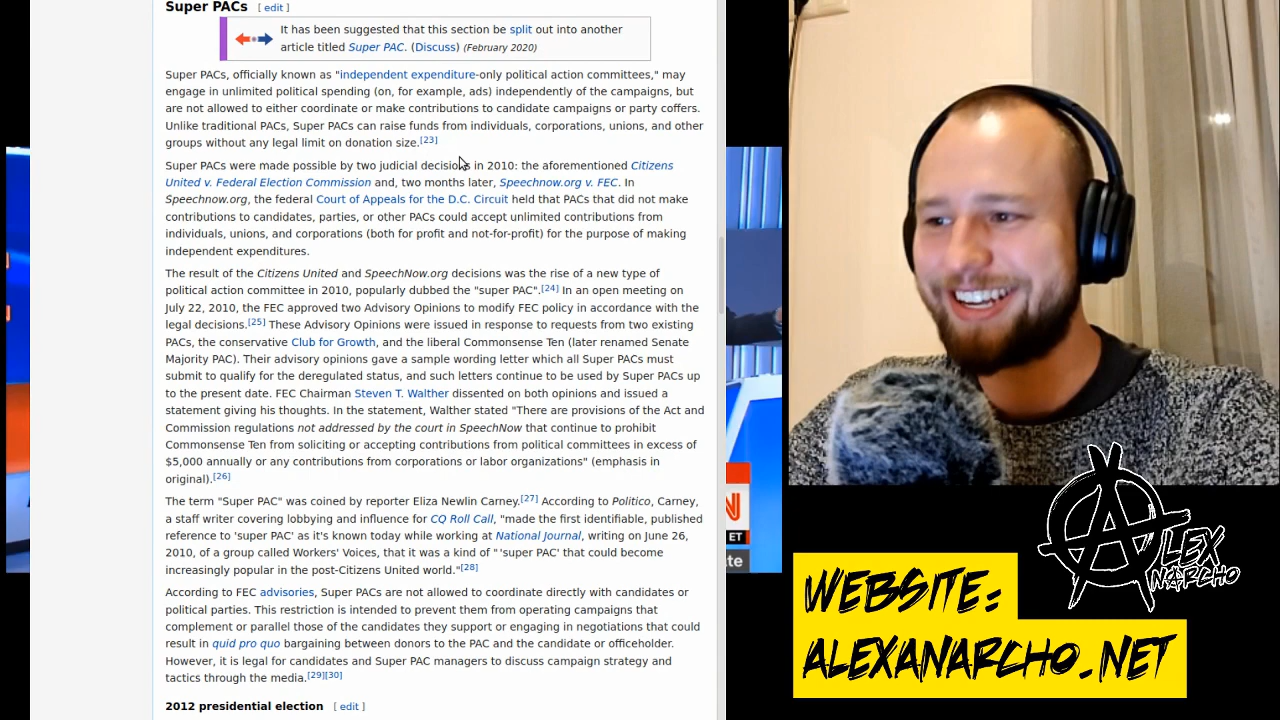 Super PACs [ edit ]
It has been suggested that this section be split out into another
article titled Super PAC. (Discuss) (February 2020)
Super PACs, officially known as "independent expenditure-only political action committees," may
engage in unlimited political spending (on, for example, ads) independently of the campaigns, but
are not allowed to either coordinate or make contributions to candidate campaigns or party coffers.
Unlike traditional PACs, Super PACs can raise funds from individuals, corporations, unions, and other
groups without any legal limit on donation size.[23]
Super PACs were made possible by two judicial decisions in 2010: the aforementioned Citizens
United v. Federal Election Commission and, two months later, Speechnow.org v. FEC. In
Speechnow.org, the federal Court of Appeals for the D.C. Circuit held that PACs that did not make
contributions to candidates, parties, or other PACs could accept unlimited contributions from
individuals, unions, and corporations (both for profit and not-for-profit) for the purpose of making
independent expenditures.
The result of the Citizens United and SpeechNow.org decisions was the rise of a new type of
political action committee in 2010, popularly dubbed the "super PAC".[24] In an open meeting on
July 22, 2010, the FEC approved two Advisory Opinions to modify FEC policy in accordance with the
legal decisions.[25] These Advisory Opinions were issued in response to requests from two existing
PACs, the conservative Club for Growth, and the liberal Commonsense Ten (later renamed Senate
Majority PAC). Their advisory opinions gave a sample wording letter which all Super PACs must
submit to qualify for the deregulated status, and such letters continue to be used by Super PACs up
to the present date. FEC Chairman Steven T. Walther dissented on both opinions and issued a
statement giving his thoughts. In the statement, Walther stated "There are provisions of the Act and
Commission regulations not addressed by the court in SpeechNow that continue to prohibit
Commonsense Ten from soliciting or accepting contributions from political committees in excess of
$5,000 annually or any contributions from corporations or labor organizations" (emphasis in
original).[26]
The term "Super PAC" was coined by reporter Eliza Newlin Carney.[27] According to Politico, Carney,
a staff writer covering lobbying and influence for CQ Roll Call, "made the first identifiable, published
reference to 'super PAC' as it's known today while working at National Journal, writing on June 26,
2010, of a group called Workers' Voices, that it was a kind of "'super PAC' that could become
increasingly popular in the post-Citizens United world."[28]
According to FEC advisories, Super PACs are not allowed to coordinate directly with candidates or
political parties. This restriction is intended to prevent them from operating campaigns that
complement or parallel those of the candidates they support or engaging in negotiations that could
result in quid pro quo bargaining between donors to the PAC and the candidate or officeholder.
However, it is legal for candidates and Super PAC managers to discuss campaign strategy and
tactics through the media.[29][30]
2012 presidential election [ edit ]
N
ET
te
ALEX
NARCHO
WEBSITE:
ALEXANARCHO.NET